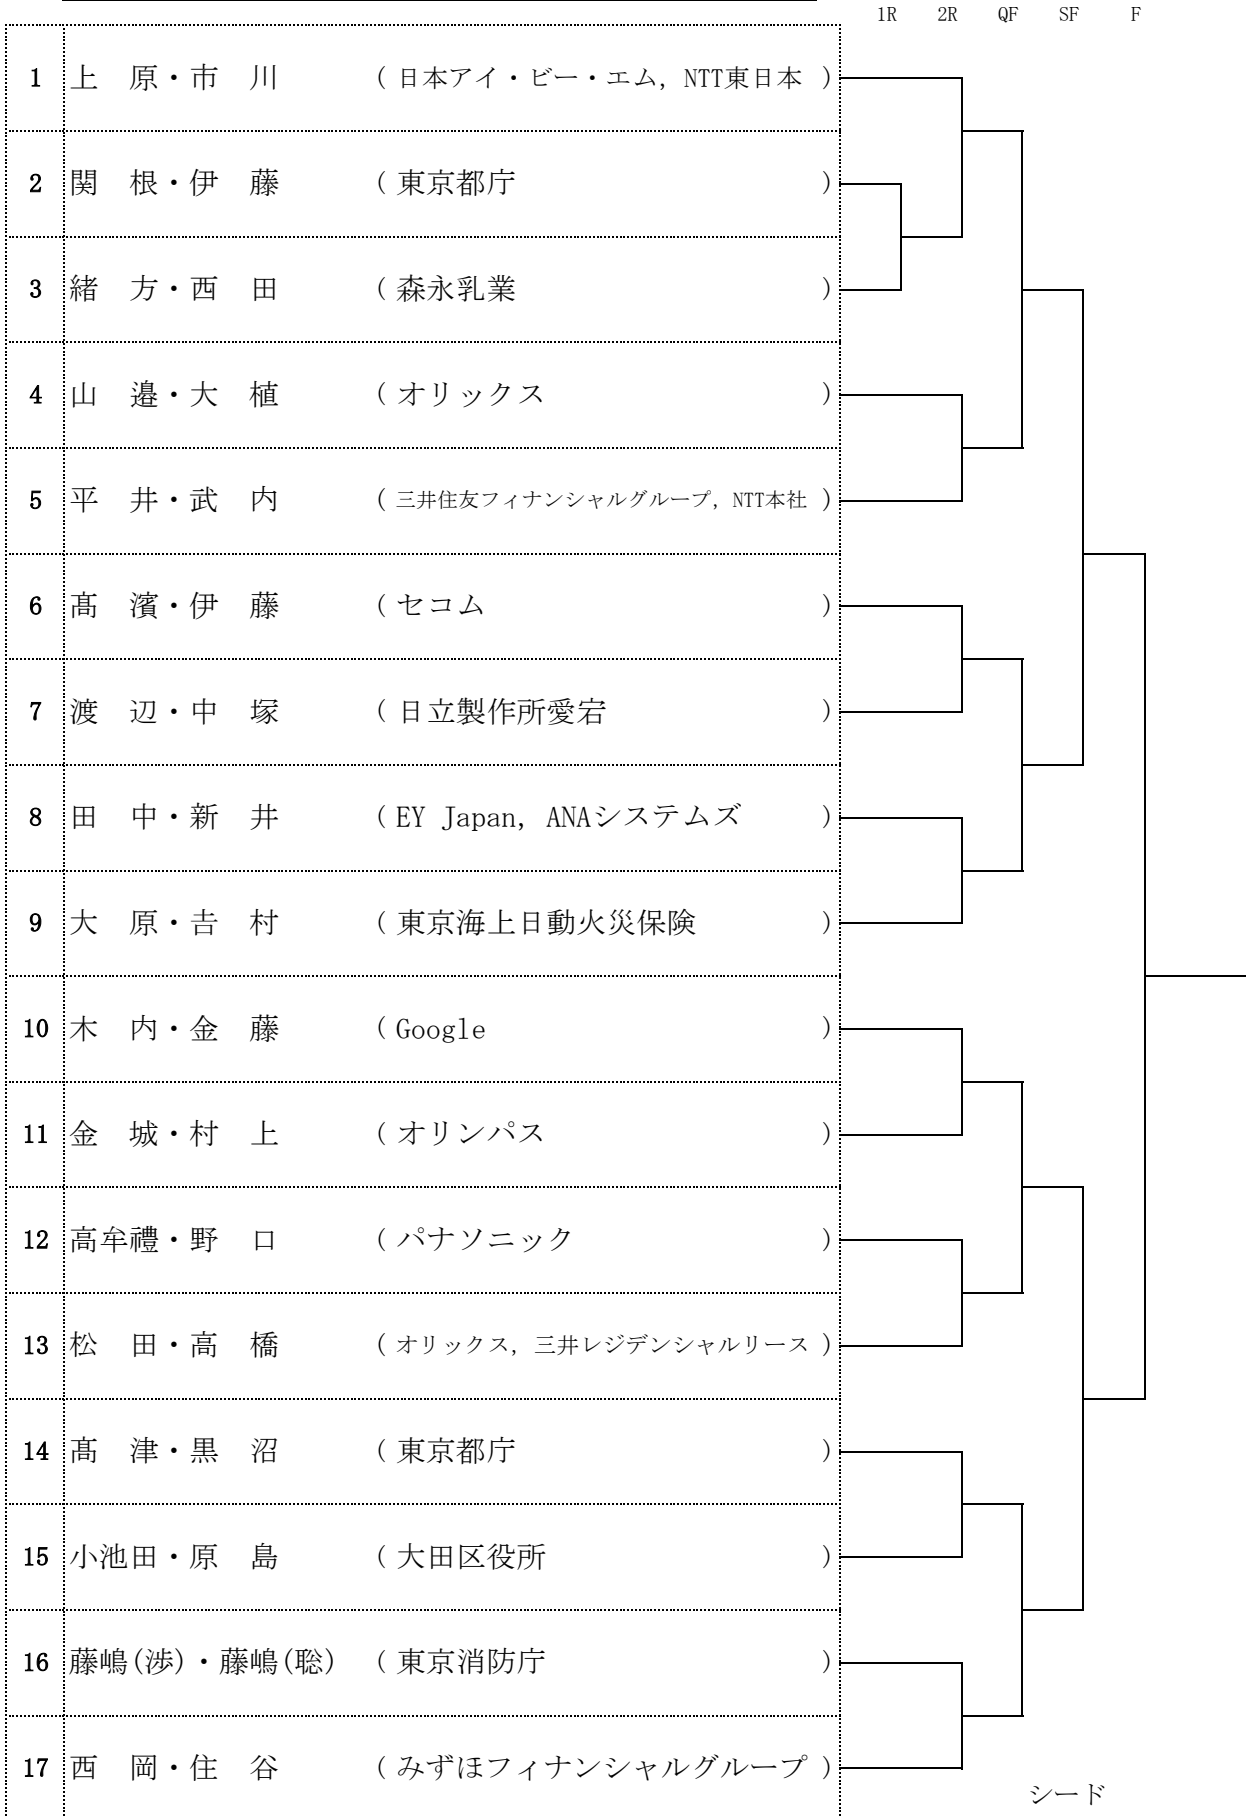 1R 2R QF SF F
1 上 原・市 川 ( 日本アイ・ビー・エム, NTT東日本 )
2 関 根・伊 藤 ( 東京都庁 )
3 緒 方・西 田 ( 森永乳業 )
4 山 邉・大 植 ( オリックス )
5 平 井・武 内 ( 三井住友フィナンシャルグループ, NTT本社 )
6 髙 濱・伊 藤 ( セコム )
7 渡 辺・中 塚 ( 日立製作所愛宕 )
8 田 中・新 井 ( EY Japan, ANAシステムズ )
9 大 原・𠮷 村 ( 東京海上日動火災保険 )
10 木 内・金 藤 ( Google )
11 金 城・村 上 ( オリンパス )
12 高牟禮・野 口 ( パナソニック )
13 松 田・高 橋 ( オリックス, 三井レジデンシャルリース )
14 髙 津・黒 沼 ( 東京都庁 )
15 小池田・原 島 ( 大田区役所 )
16 藤嶋(渉)・藤嶋(聡) ( 東京消防庁 )
17 西 岡・住 谷 ( みずほフィナンシャルグループ )
シード